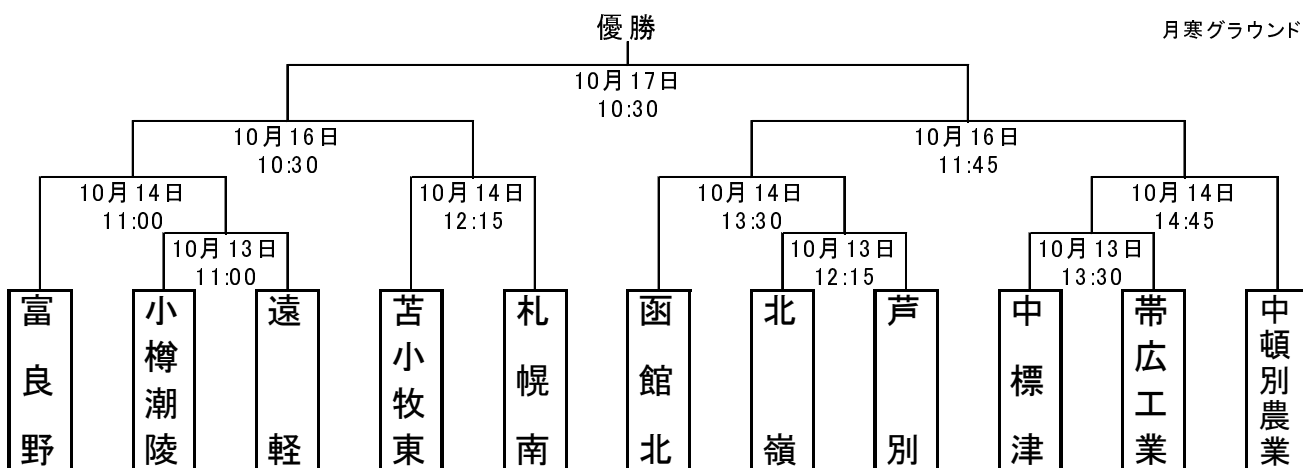 優勝
月寒グラウンド
10月17日
10:30
10月16日
10:30
10月16日
11:45
10月14日
11:00
10月14日
12:15
10月14日
13:30
10月14日
14:45
10月13日
11:00
10月13日
12:15
10月13日
13:30
富良野
小樽潮陵
遠軽
苫小牧東
札幌南
函館北
北嶺
芦別
中標津
帯広工業
中頓別農業